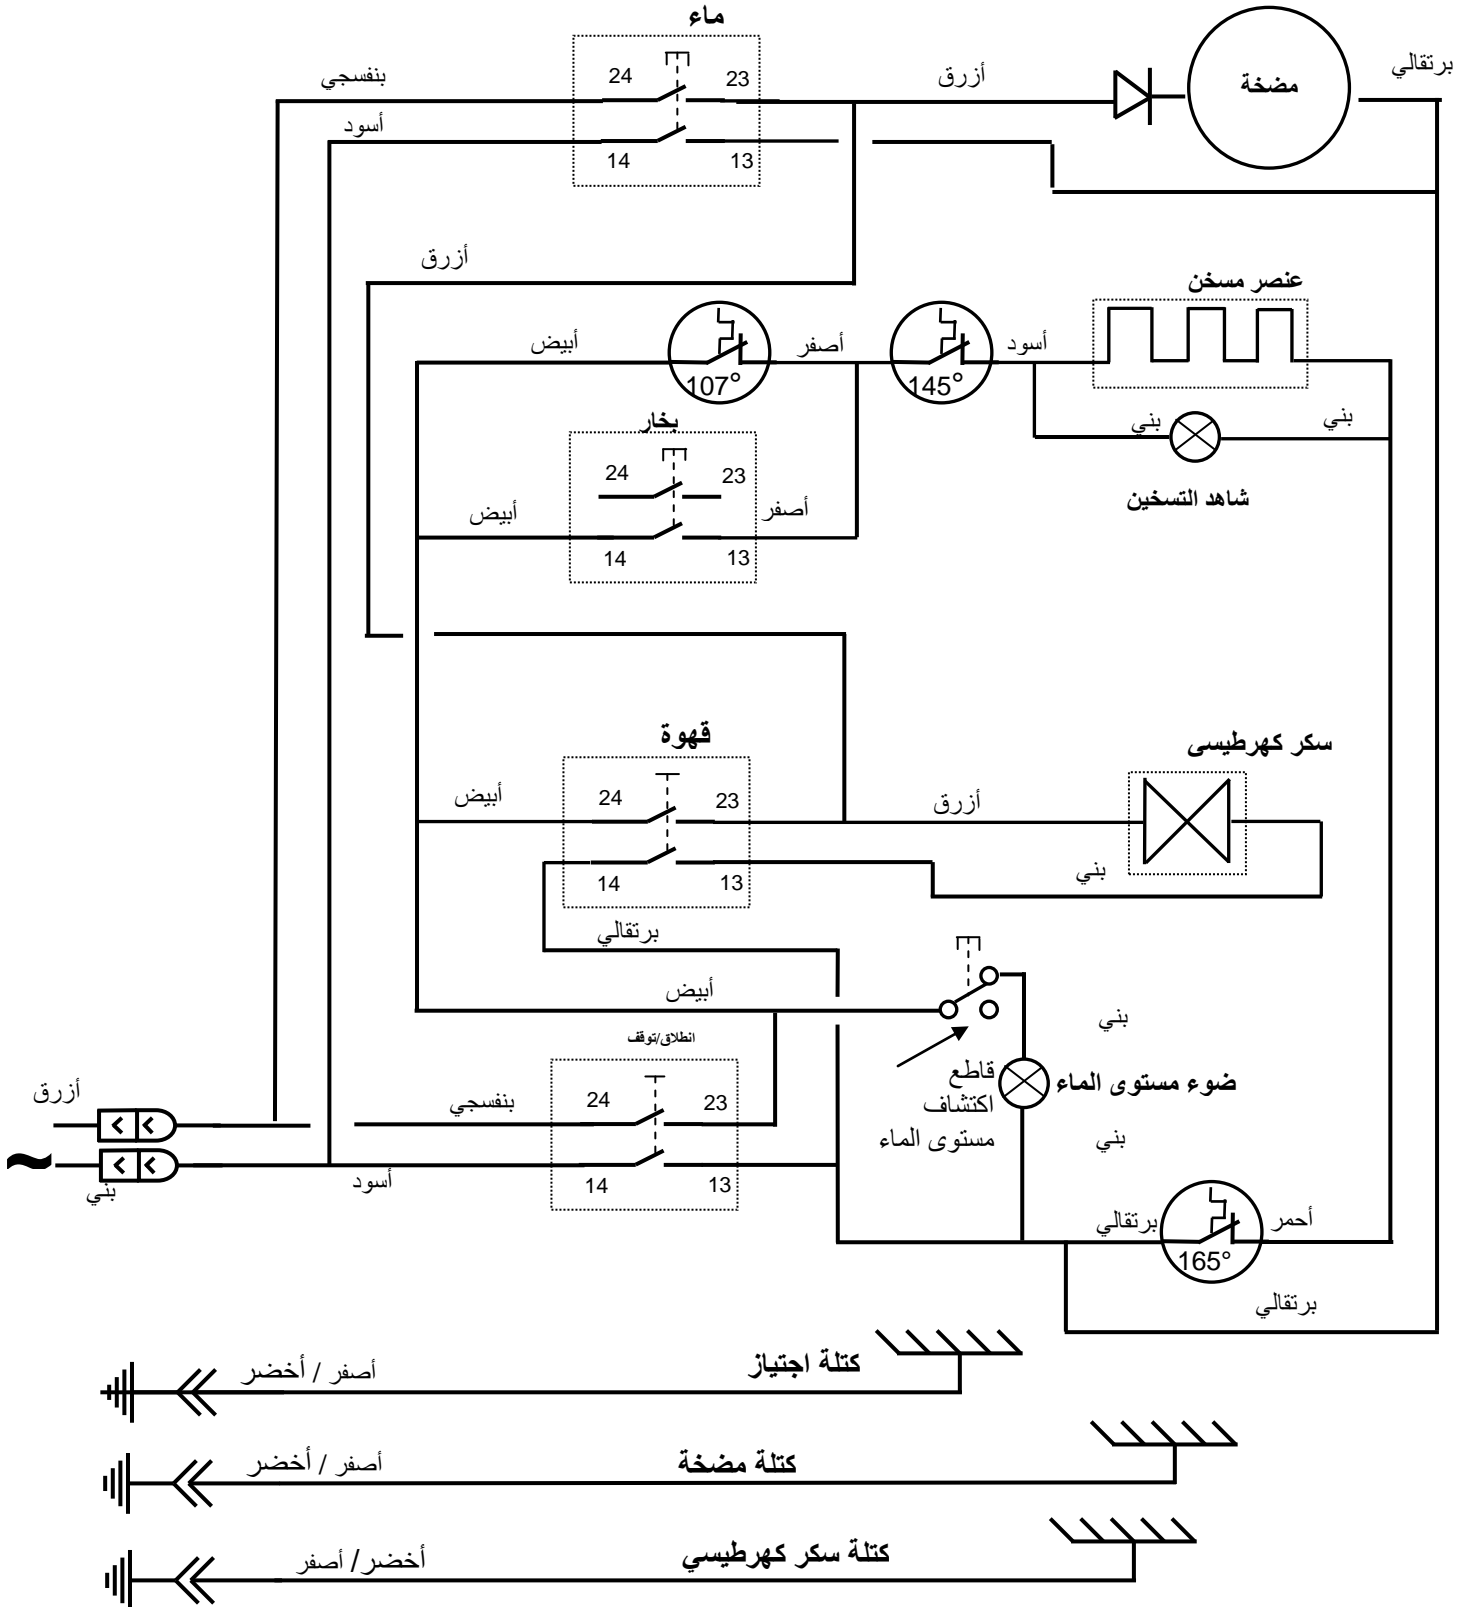 ماء
بنفسجي
24
23
أزرق
مضخة
برتقالي
أسود
14
13
أزرق
عنصر مسخن
أبيض
107°
أصفر
145°
أسود
بخار
24
23
أبيض
أصفر
14
13
بني
بني
شاهد التسخين
قهوة
سكر كهرطيسي
أبيض
24
23
أزرق
14
13
بني
برتقالي
أبيض
انطلاق/توقف
بني
قاطع
اكتشاف
مستوى الماء
ضوء مستوى الماء
بني
أزرق
بنفسجي
24
23
~
بني
أسود
14
13
برتقالي
165°
أحمر
برتقالي
أصفر / أخضر
كتلة اجتياز
أصفر / أخضر
كتلة مضخة
أخضر/ أصفر
كتلة سكر كهرطيسي